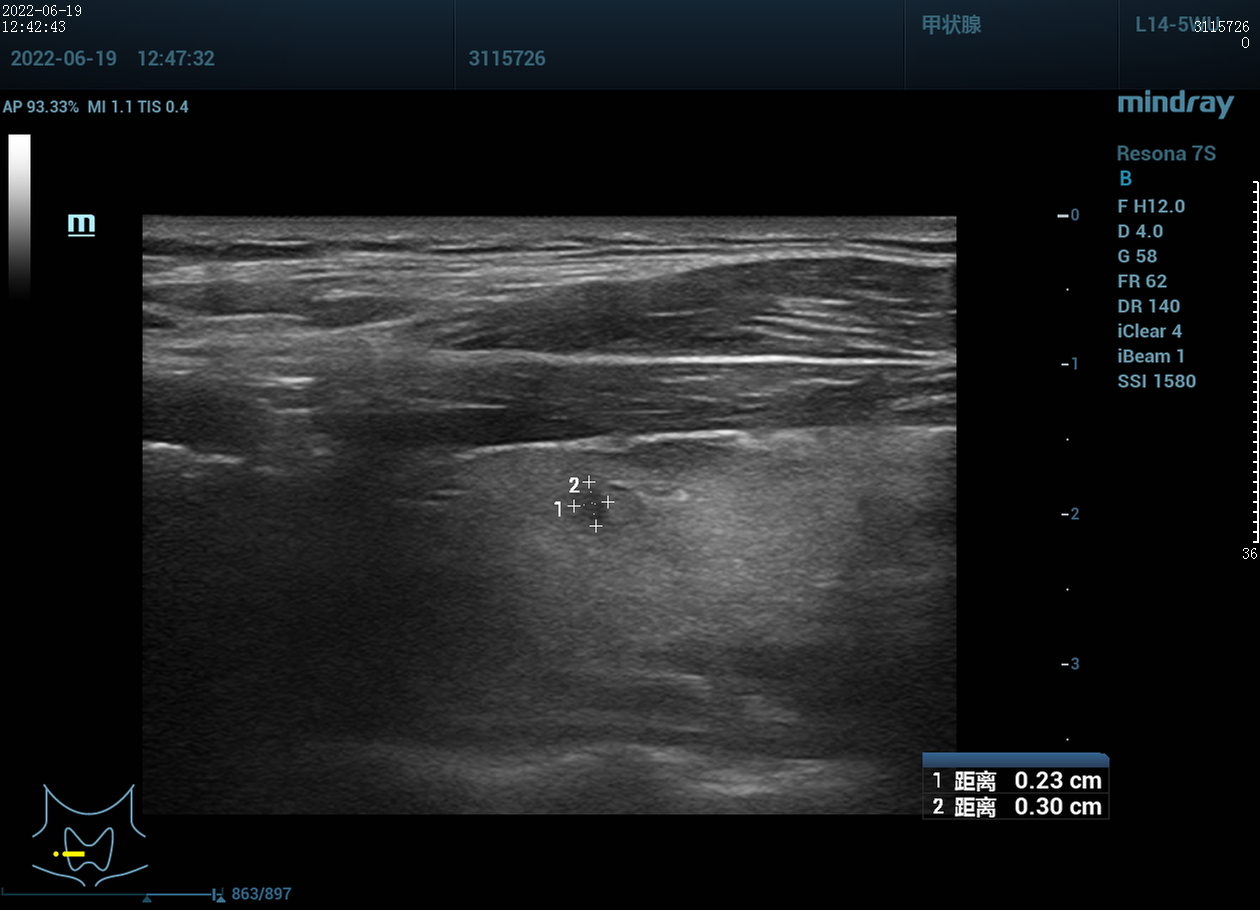 2022-06-19
12:42:43
2022-06-19 12:47:32
3115726
甲状腺
3115726
0
AP 93.33% MI 1.1 TIS 0.4
mindray
Resona 7S
B
F H12.0
D 4.0
G 58
FR 62
DR 140
iClear 4
iBeam 1
SSI 1580
m
0
1
2
3
2
1
36
1 距离 0.23 cm
2 距离 0.30 cm
863/897